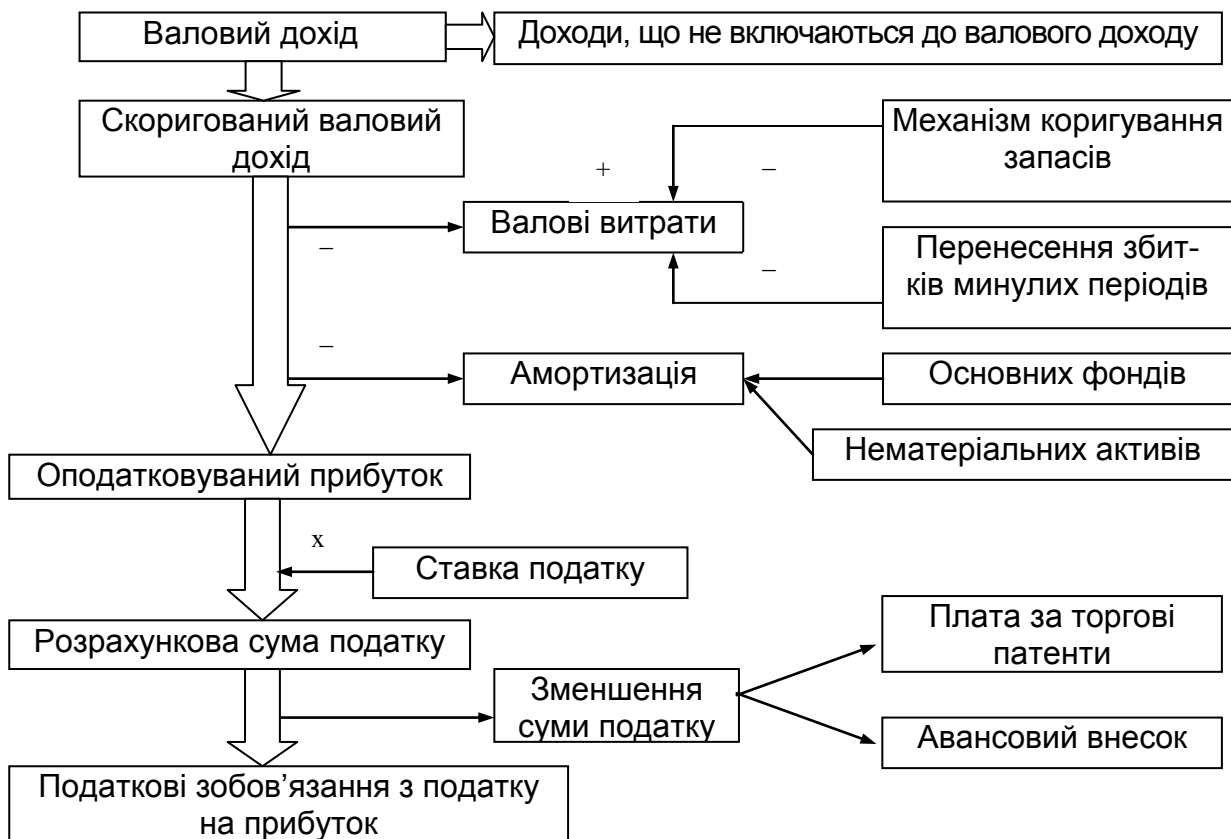 Валовий дохід
Доходи, що не включаються до валового доходу
Скоригований валовий
дохід
Механізм коригування
запасів
+
–
Валові витрати
–
–
Перенесення збит-
ків минулих періодів
–
Амортизація
Основних фондів
Нематеріальних активів
Оподатковуваний прибуток
х
Ставка податку
Розрахункова сума податку
Плата за торгові
патенти
Зменшення
суми податку
Авансовий внесок
Податкові зобов’язання з податку
на прибуток